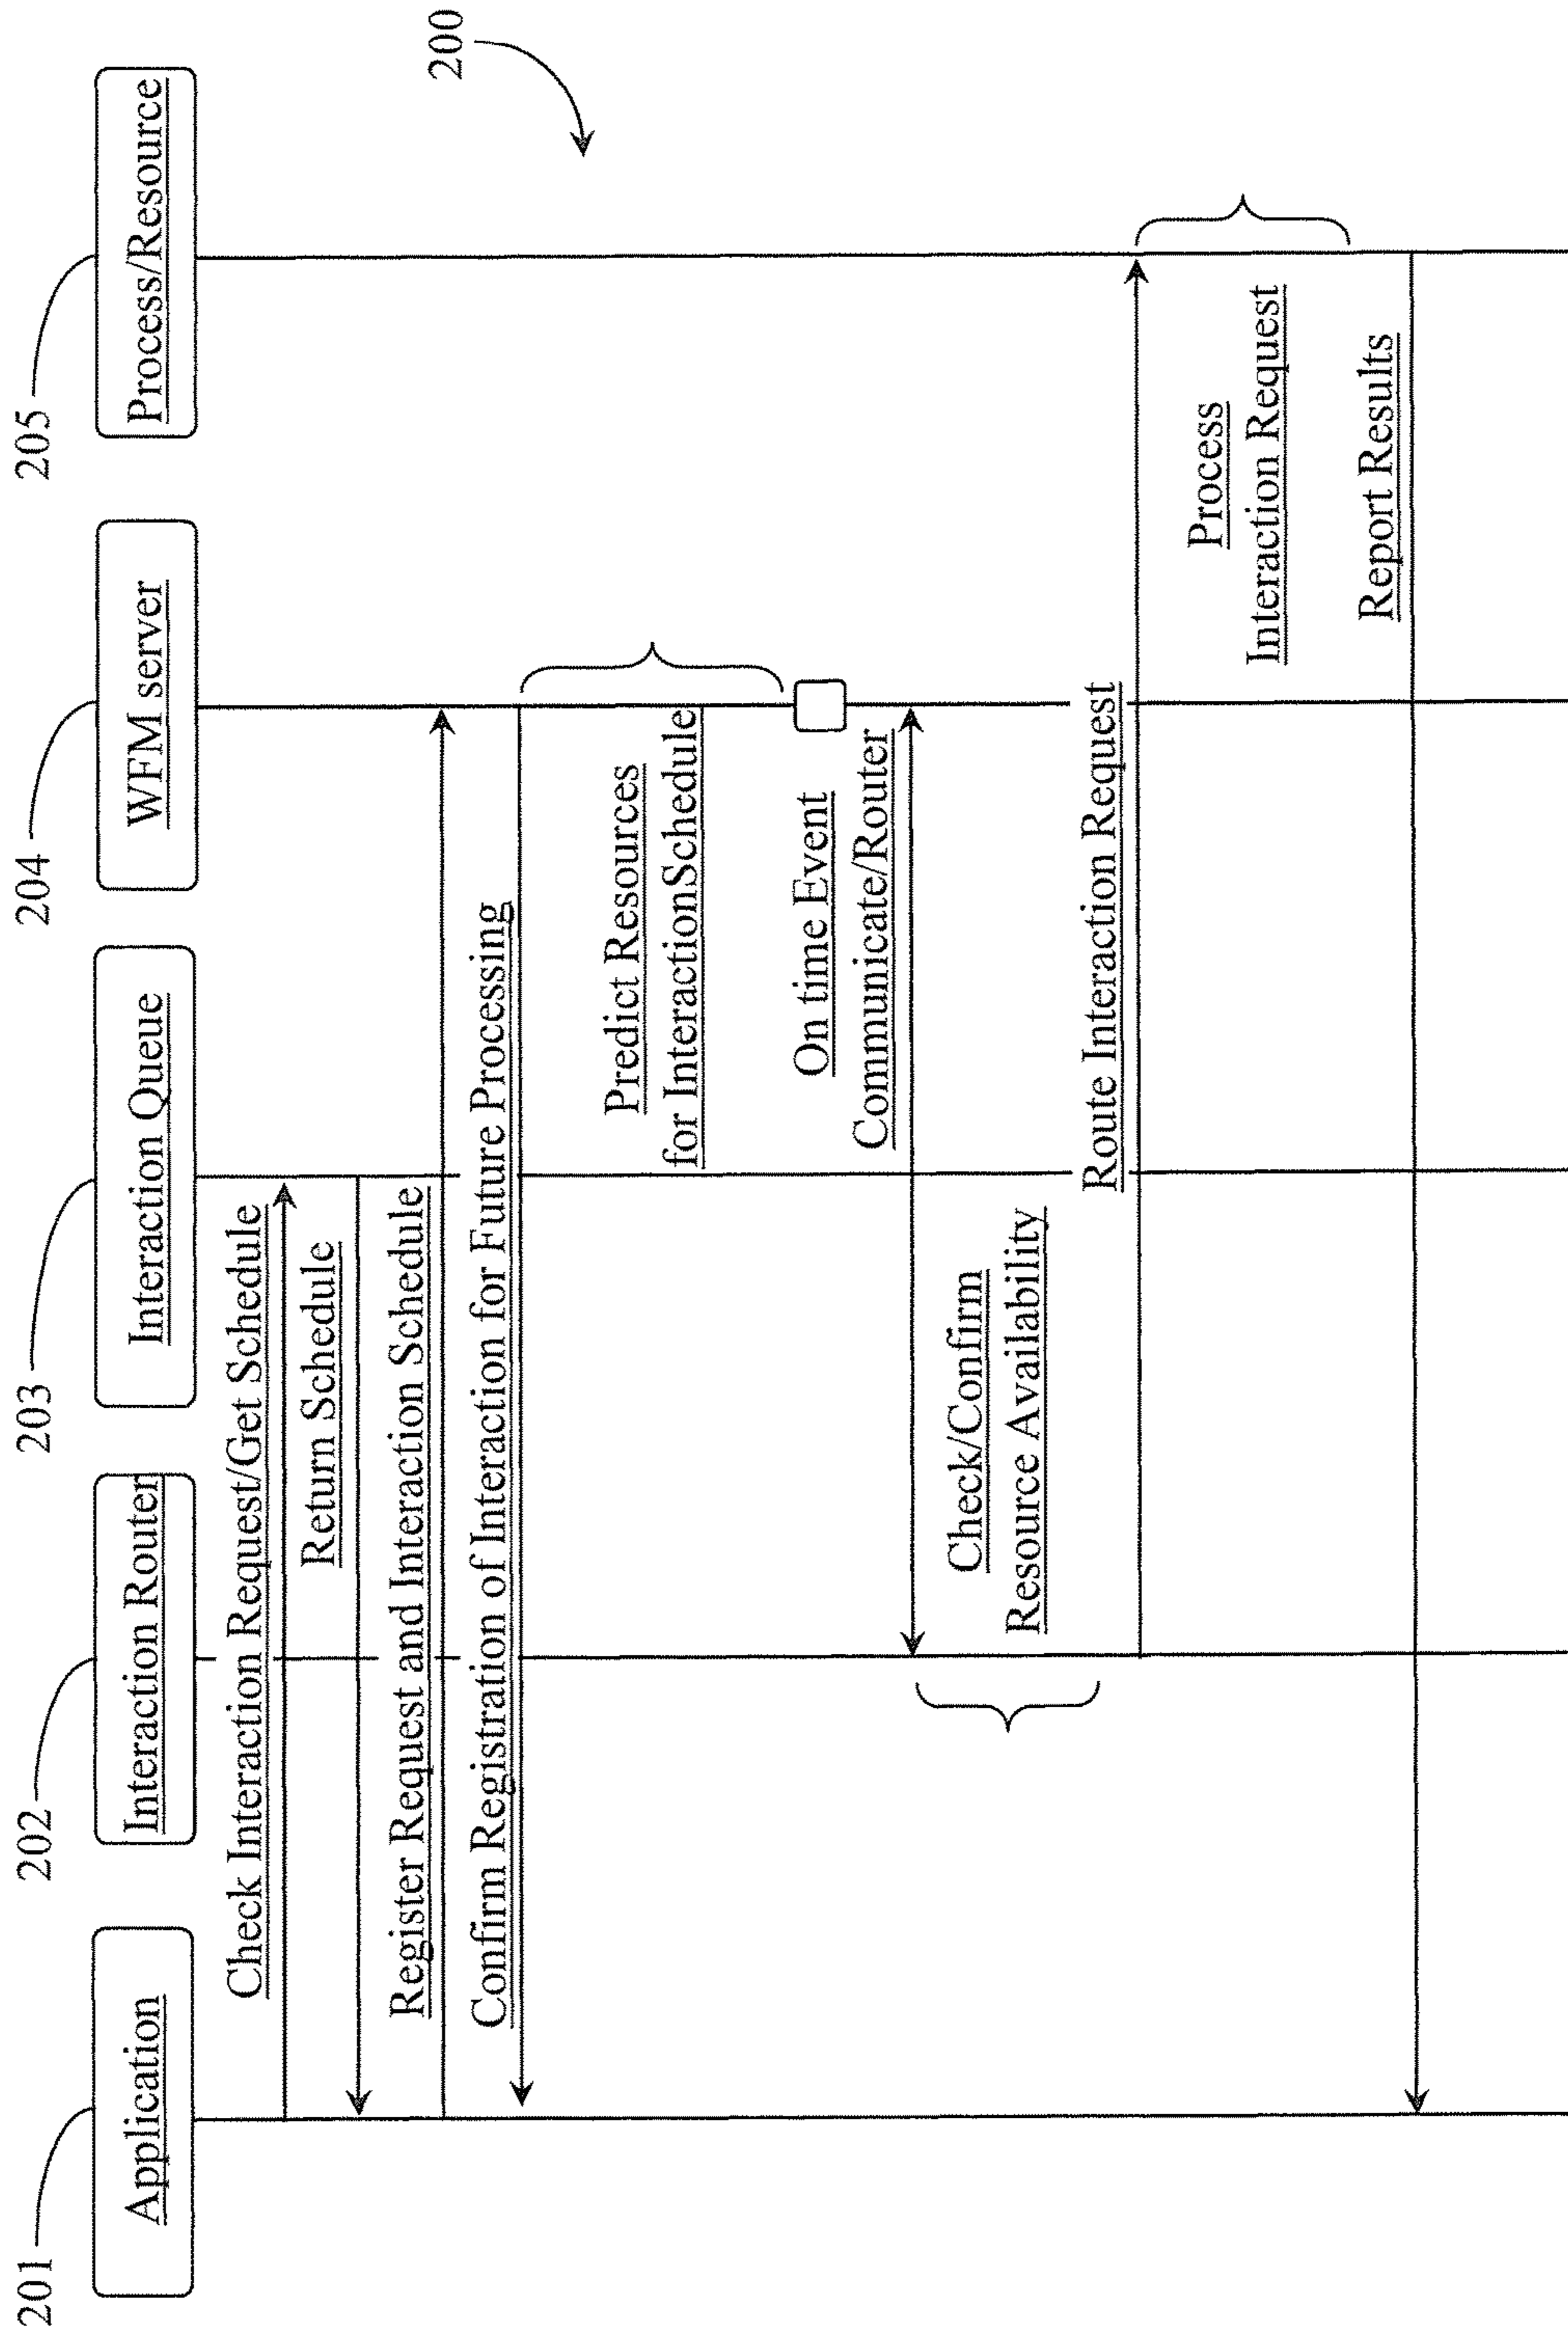 201
202
203
204
205
Application
Interaction Router
Interaction Queue
WFM server
Process/Resource
200
Check Interaction Request/Get Schedule
Return Schedule
Register Request and Interaction Schedule
Confirm Registration of Interaction for Future Processing
Predict Resources
for InteractionSchedule
On time Event
Communicate/Router
Check/Confirm
Resource Availability
Route Interaction Request
Process
Interaction Request
Report Results